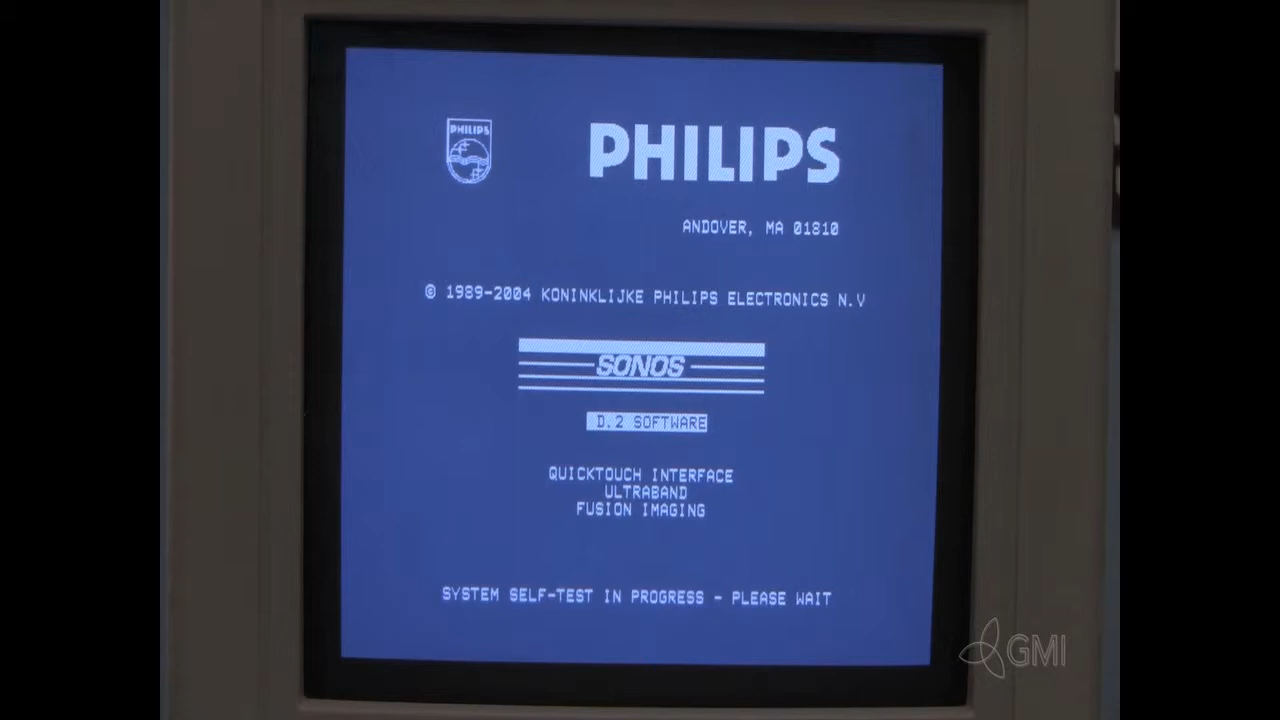 PHILIPS
PHILIPS
ANDOVER, MA 01810
© 1989-2004 KONINKLIJKE PHILIPS ELECTRONICS N.V
SONOS
D.2 SOFTWARE
QUICKTOUCH INTERFACE
ULTRABAND
FUSION IMAGING
SYSTEM SELF-TEST IN PROGRESS - PLEASE WAIT
GMI